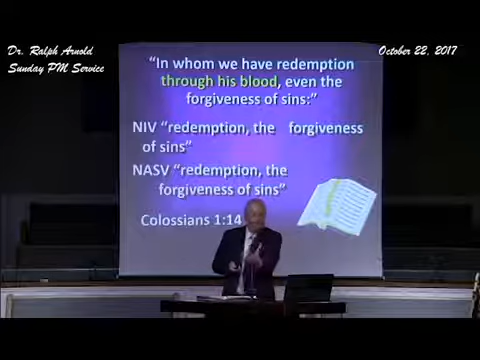 Dr. Ralph Arnold
Sunday PM Service
October 22, 2017
“In whom we have redemption
through his blood, even the
forgiveness of sins:”
NIV “redemption, the forgiveness
of sins”
NASV “redemption, the
forgiveness of sins”
Colossians 1:14